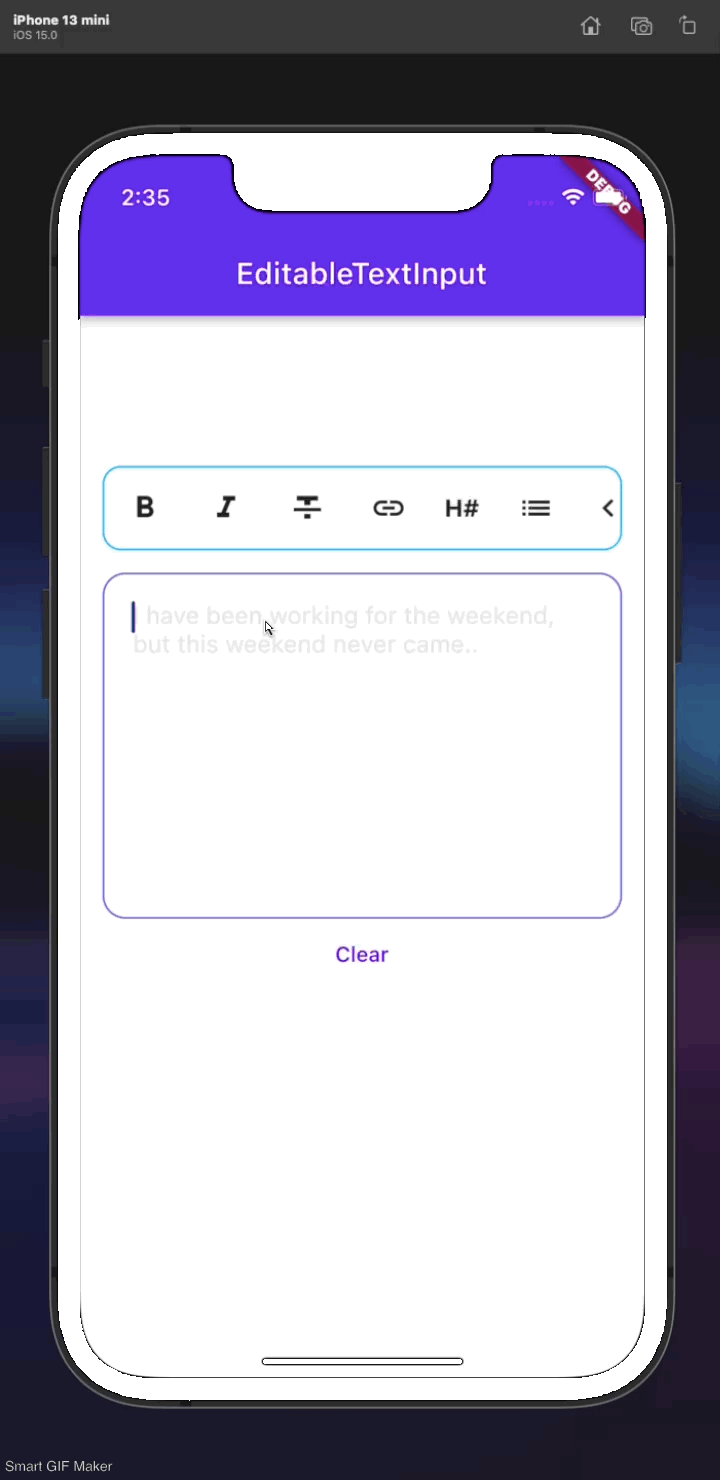 iPhone 13 mini
iOS 15.0
2:35
DEBUG
EditableTextInput
B I T H# <
I have been working for the weekend,
but this weekend never came..
Clear
Smart GIF Maker